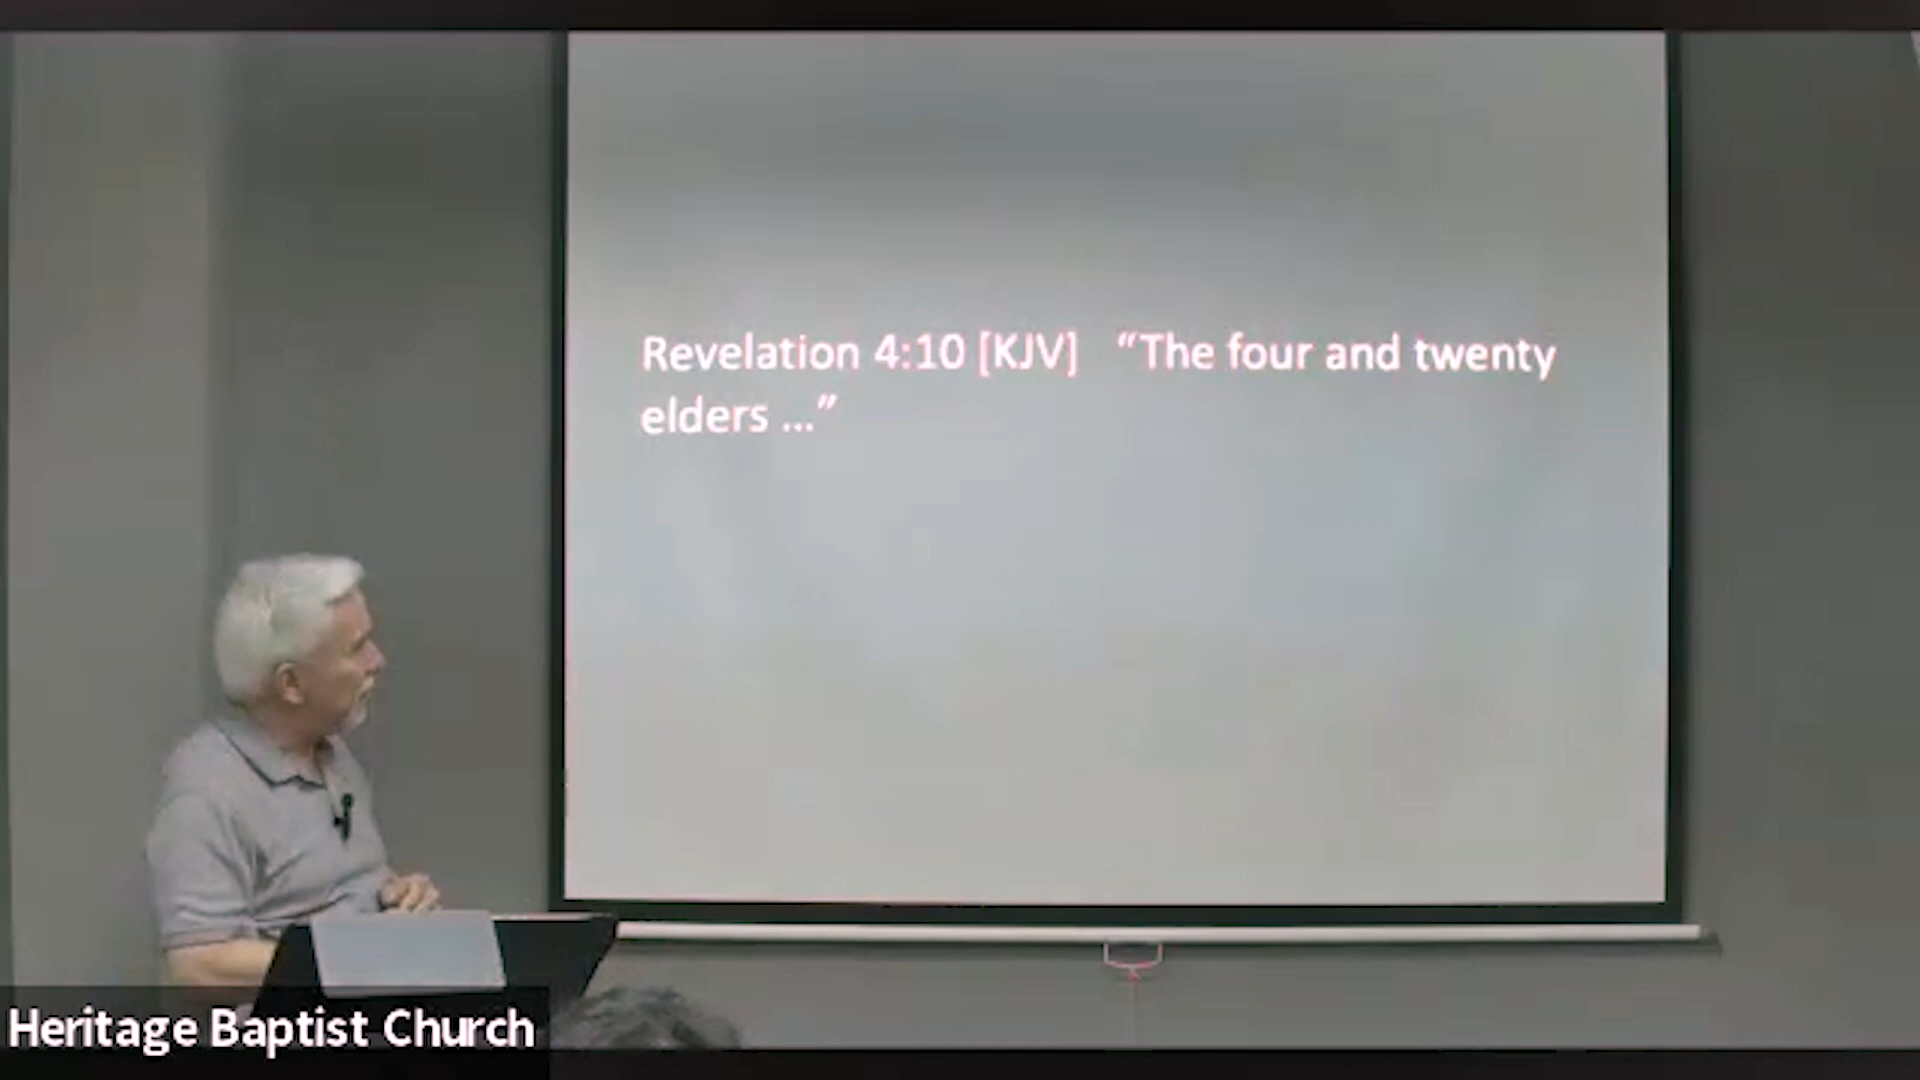 Revelation 4:10 [KJV] “The four and twenty
elders ...”
Heritage Baptist Church